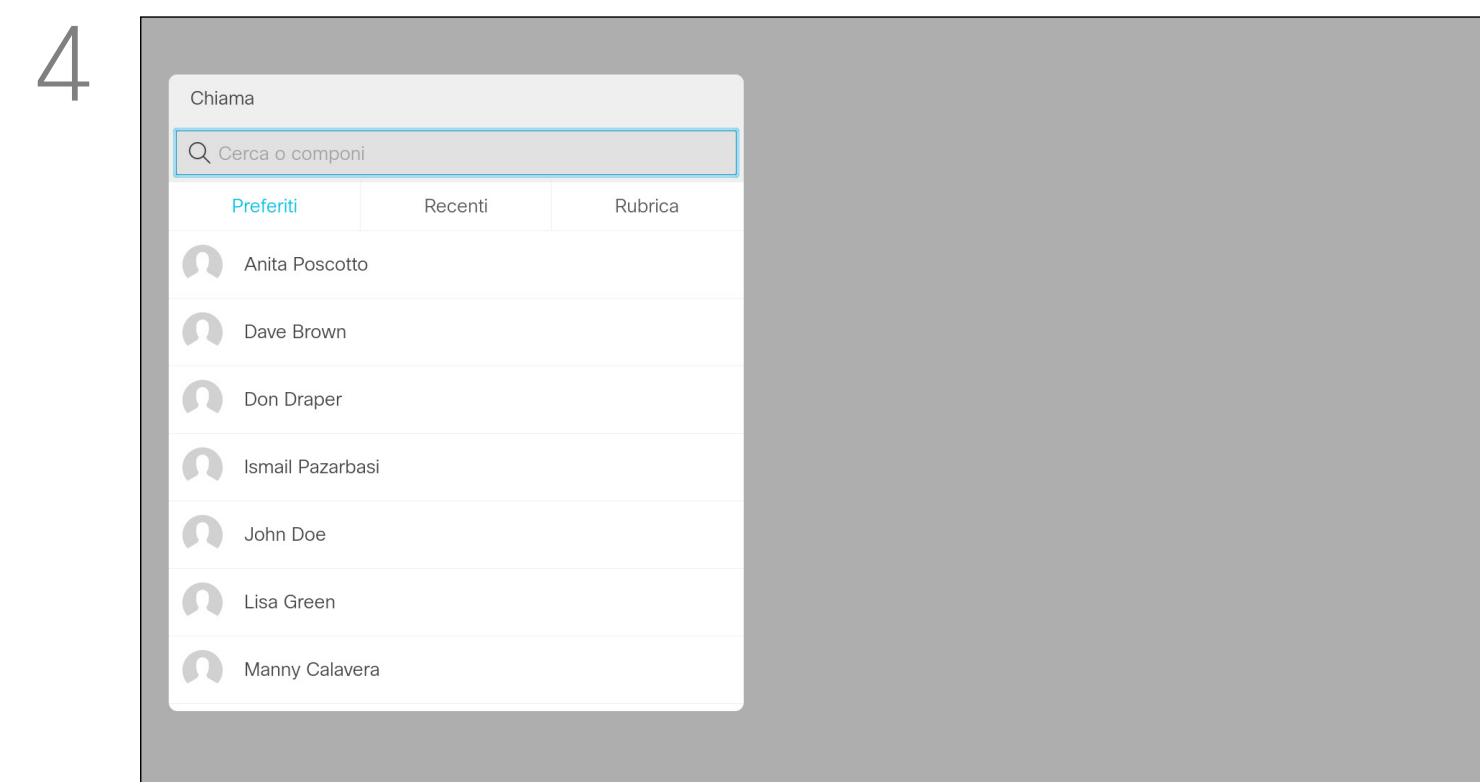 4
Chiama
Cerca o componi
Preferiti Recenti Rubrica
Anita Poscotto
Dave Brown
Don Draper
Ismail Pazarbasi
John Doe
Lisa Green
Manny Calavera